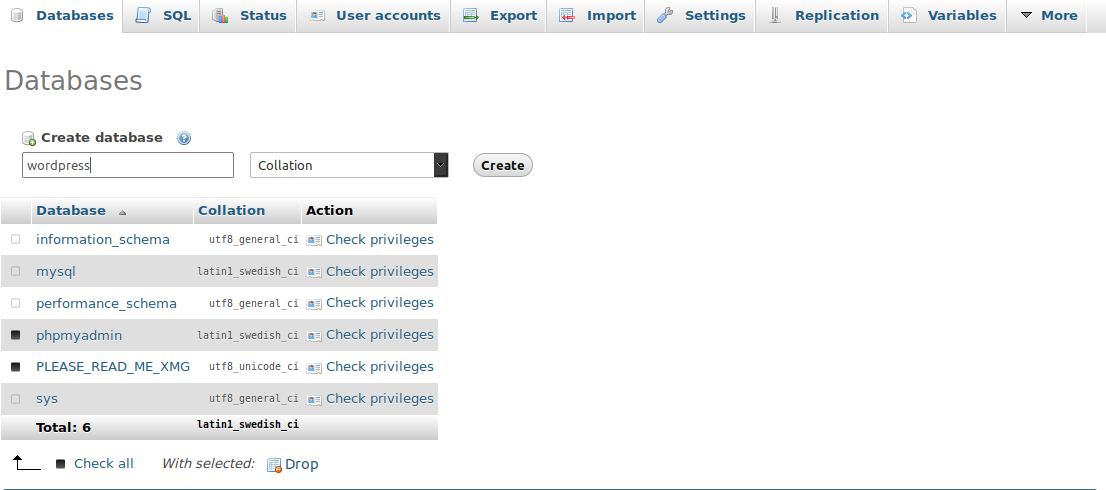 Databases SQL Status User accounts Export Import Settings Replication Variables More
Databases
Create database
wordpress Collation Create
Database Collation Action
information_schema utf8_general_ci Check privileges
mysql latin1_swedish_ci Check privileges
performance_schema utf8_general_ci Check privileges
phpmyadmin latin1_swedish_ci Check privileges
PLEASE_READ_ME_XMG utf8_unicode_ci Check privileges
sys utf8_general_ci Check privileges
Total: 6 latin1_swedish_ci
Check all With selected: Drop